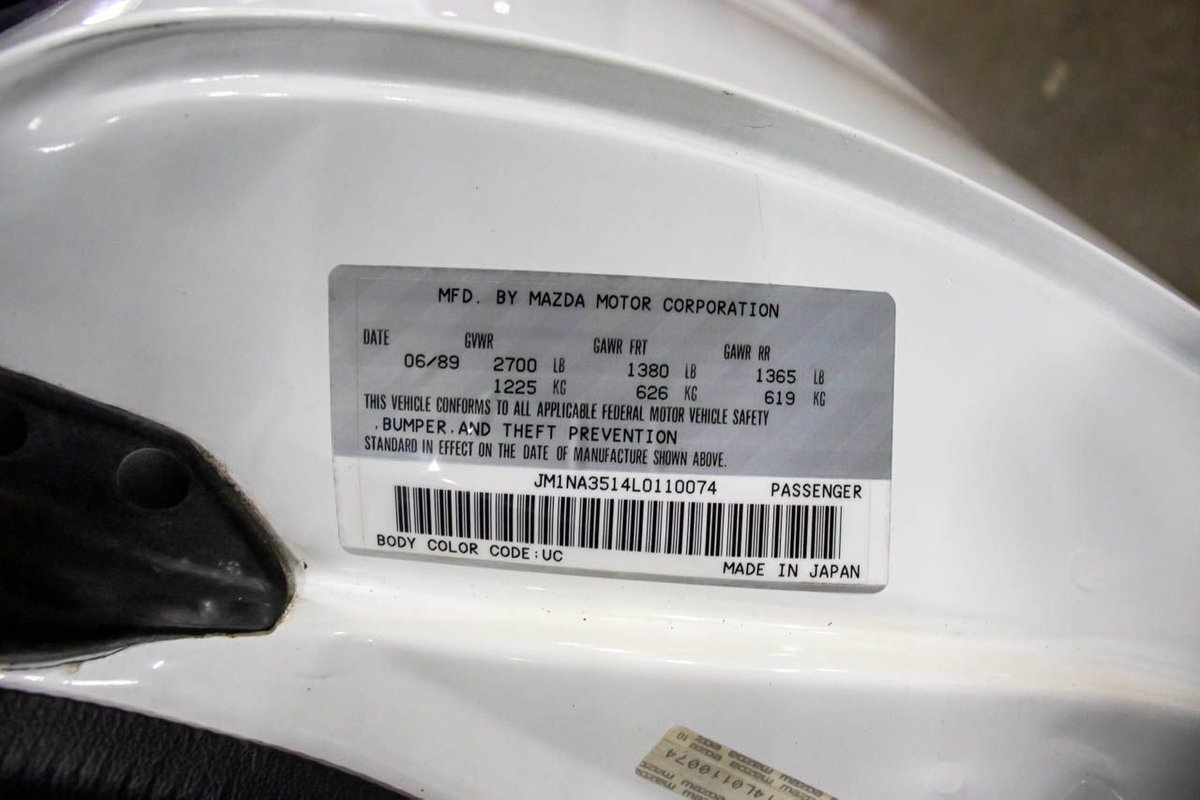 MFD. BY MAZDA MOTOR CORPORATION
DATE GVWR GAWR FRT GAWR RR
06/89 2700 LB 1380 LB 1365 LB
1225 KG 626 KG 619 KG
THIS VEHICLE CONFORMS TO ALL APPLICABLE FEDERAL MOTOR VEHICLE SAFETY
,BUMPER,AND THEFT PREVENTION
STANDARD IN EFFECT ON THE DATE OF MANUFACTURE SHOWN ABOVE.
JM1NA3514L0110074 PASSENGER
BODY COLOR CODE:UC
MADE IN JAPAN
14L0110074